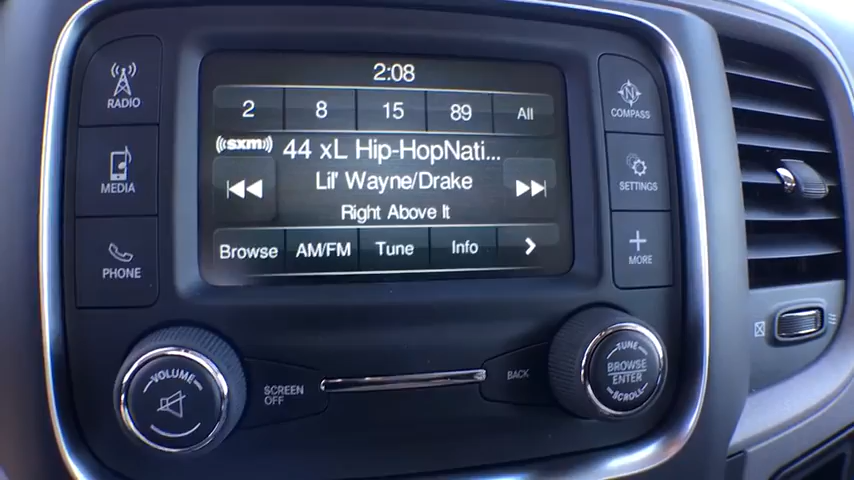 2:08
2 8 15 89 All
((sxm)) 44 xL Hip-HopNati...
Lil' Wayne/Drake
Right Above It
Browse AM/FM Tune Info
RADIO
MEDIA
PHONE
N
COMPASS
SETTINGS
MORE
VOLUME
SCREEN
OFF
BACK
TUNE
BROWSE
ENTER
SCROLL